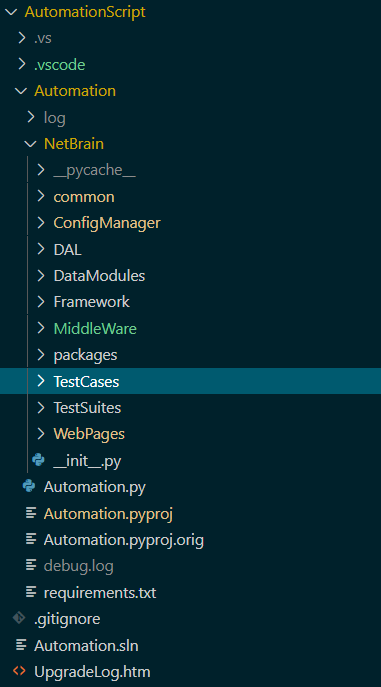 AutomationScript
.vs
.vscode
Automation
log
NetBrain
__pycache__
common
ConfigManager
DAL
DataModules
Framework
MiddleWare
packages
TestCases
TestSuites
WebPages
__init__.py
Automation.py
Automation.pyproj
Automation.pyproj.orig
debug.log
requirements.txt
.gitignore
Automation.sln
UpgradeLog.htm